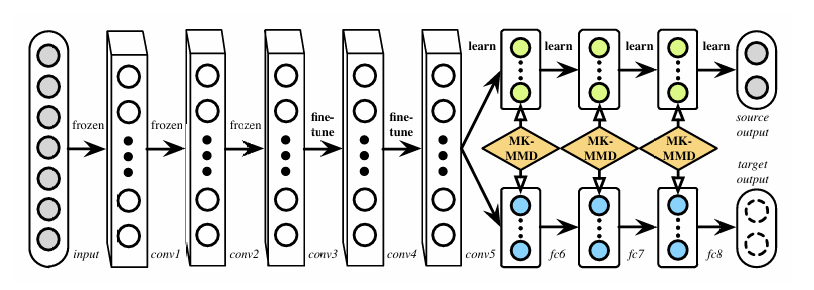 learn learn learn learn
frozen frozen frozen fine-
tune fine-
tune
MK-
MMD MK-
MMD MK-
MMD
source
output
target
output
input conv1 conv2 conv3 conv4 conv5 fc6 fc7 fc8